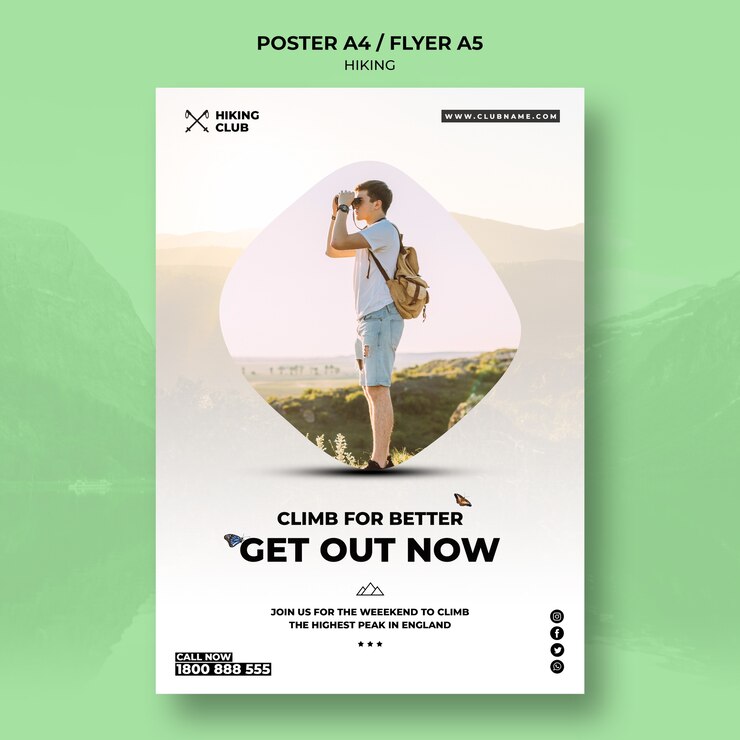 POSTER A4 / FLYER A5
HIKING
HIKING
CLUB
WWW.CLUBNAME.COM
CLIMB FOR BETTER
GET OUT NOW
JOIN US FOR THE WEEEKEND TO CLIMB
THE HIGHEST PEAK IN ENGLAND
CALL NOW
1800 888 555